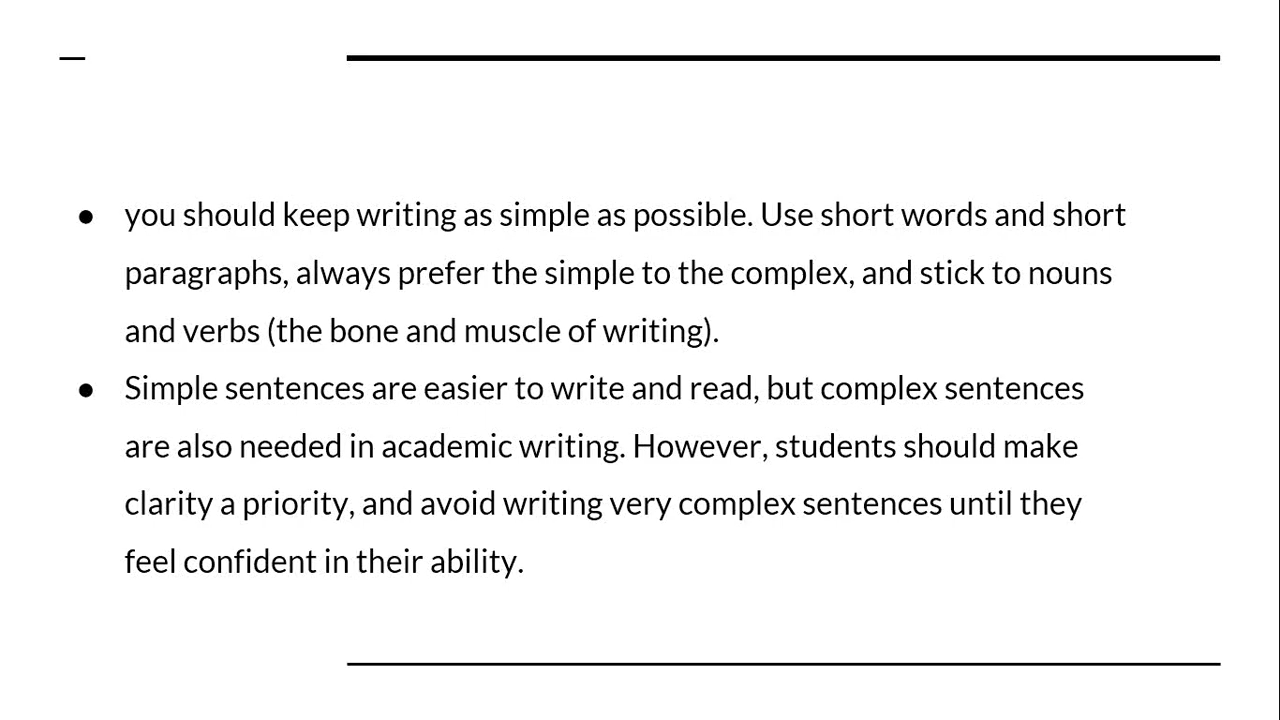 ● you should keep writing as simple as possible. Use short words and short
paragraphs, always prefer the simple to the complex, and stick to nouns
and verbs (the bone and muscle of writing).
● Simple sentences are easier to write and read, but complex sentences
are also needed in academic writing. However, students should make
clarity a priority, and avoid writing very complex sentences until they
feel confident in their ability.